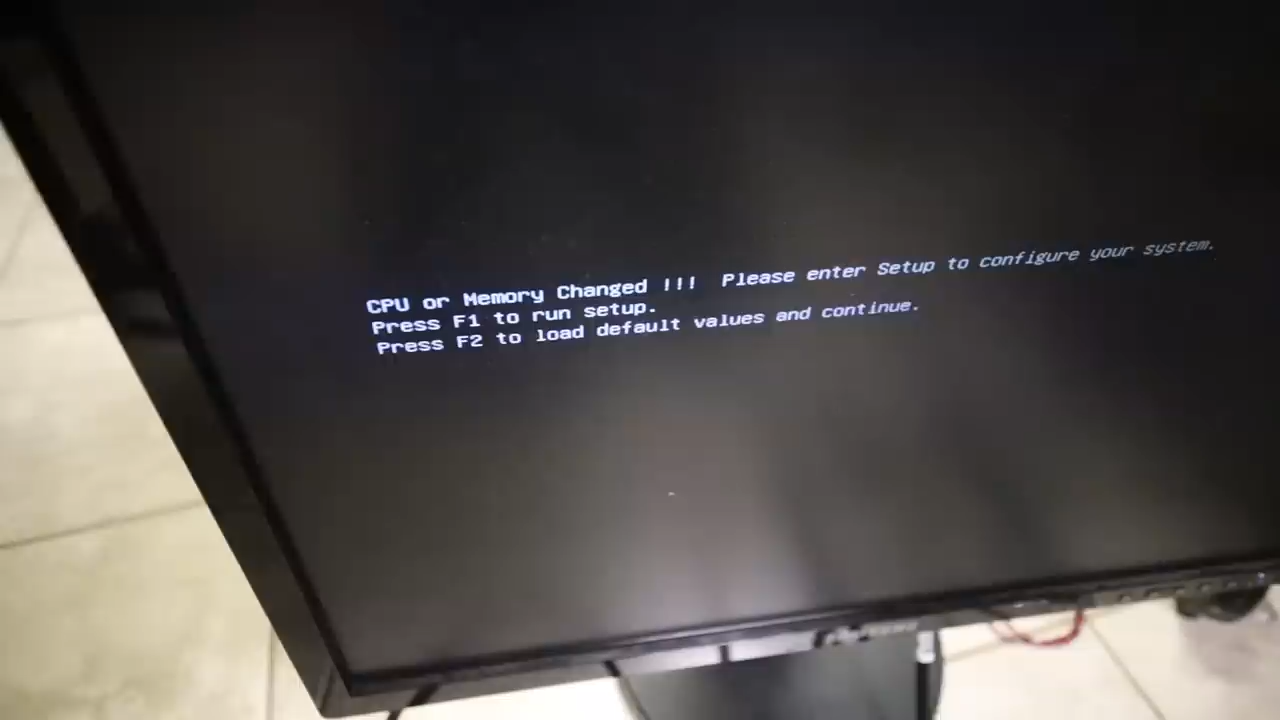 CPU or Memory Changed !!! Please enter Setup to configure your system.
Press F1 to run setup.
Press F2 to load default values and continue.